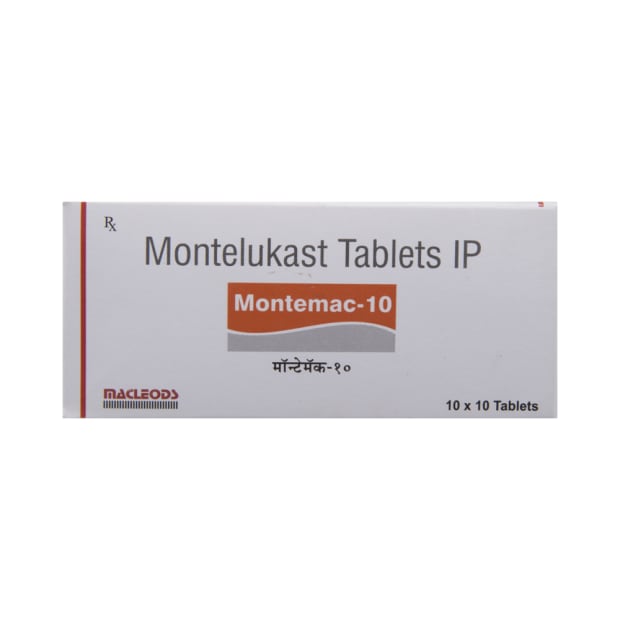 Rx
Montelukast Tablets IP
Montemac-10
मॉन्टेमॅक-१०
MACLEODS
10 x 10 Tablets